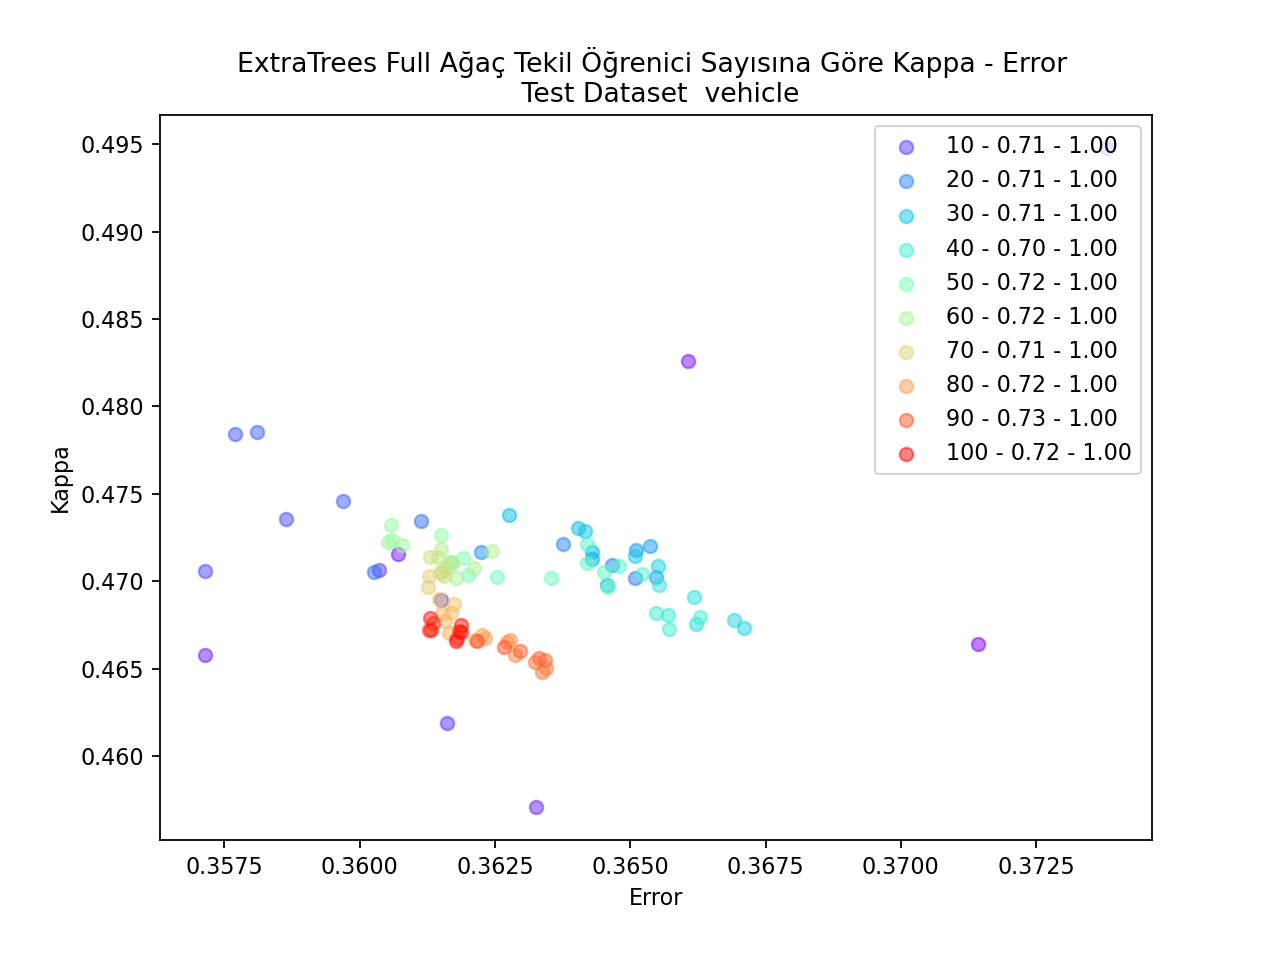 ExtraTrees Full Ağaç Tekil Öğrenici Sayısına Göre Kappa - Error
Test Dataset  vehicle
0.495
0.490
0.485
0.480
0.475
0.470
0.465
0.460
Kappa
10 - 0.71 - 1.00
20 - 0.71 - 1.00
30 - 0.71 - 1.00
40 - 0.70 - 1.00
50 - 0.72 - 1.00
60 - 0.72 - 1.00
70 - 0.71 - 1.00
80 - 0.72 - 1.00
90 - 0.73 - 1.00
100 - 0.72 - 1.00
0.3575 0.3600 0.3625 0.3650 0.3675 0.3700 0.3725
Error